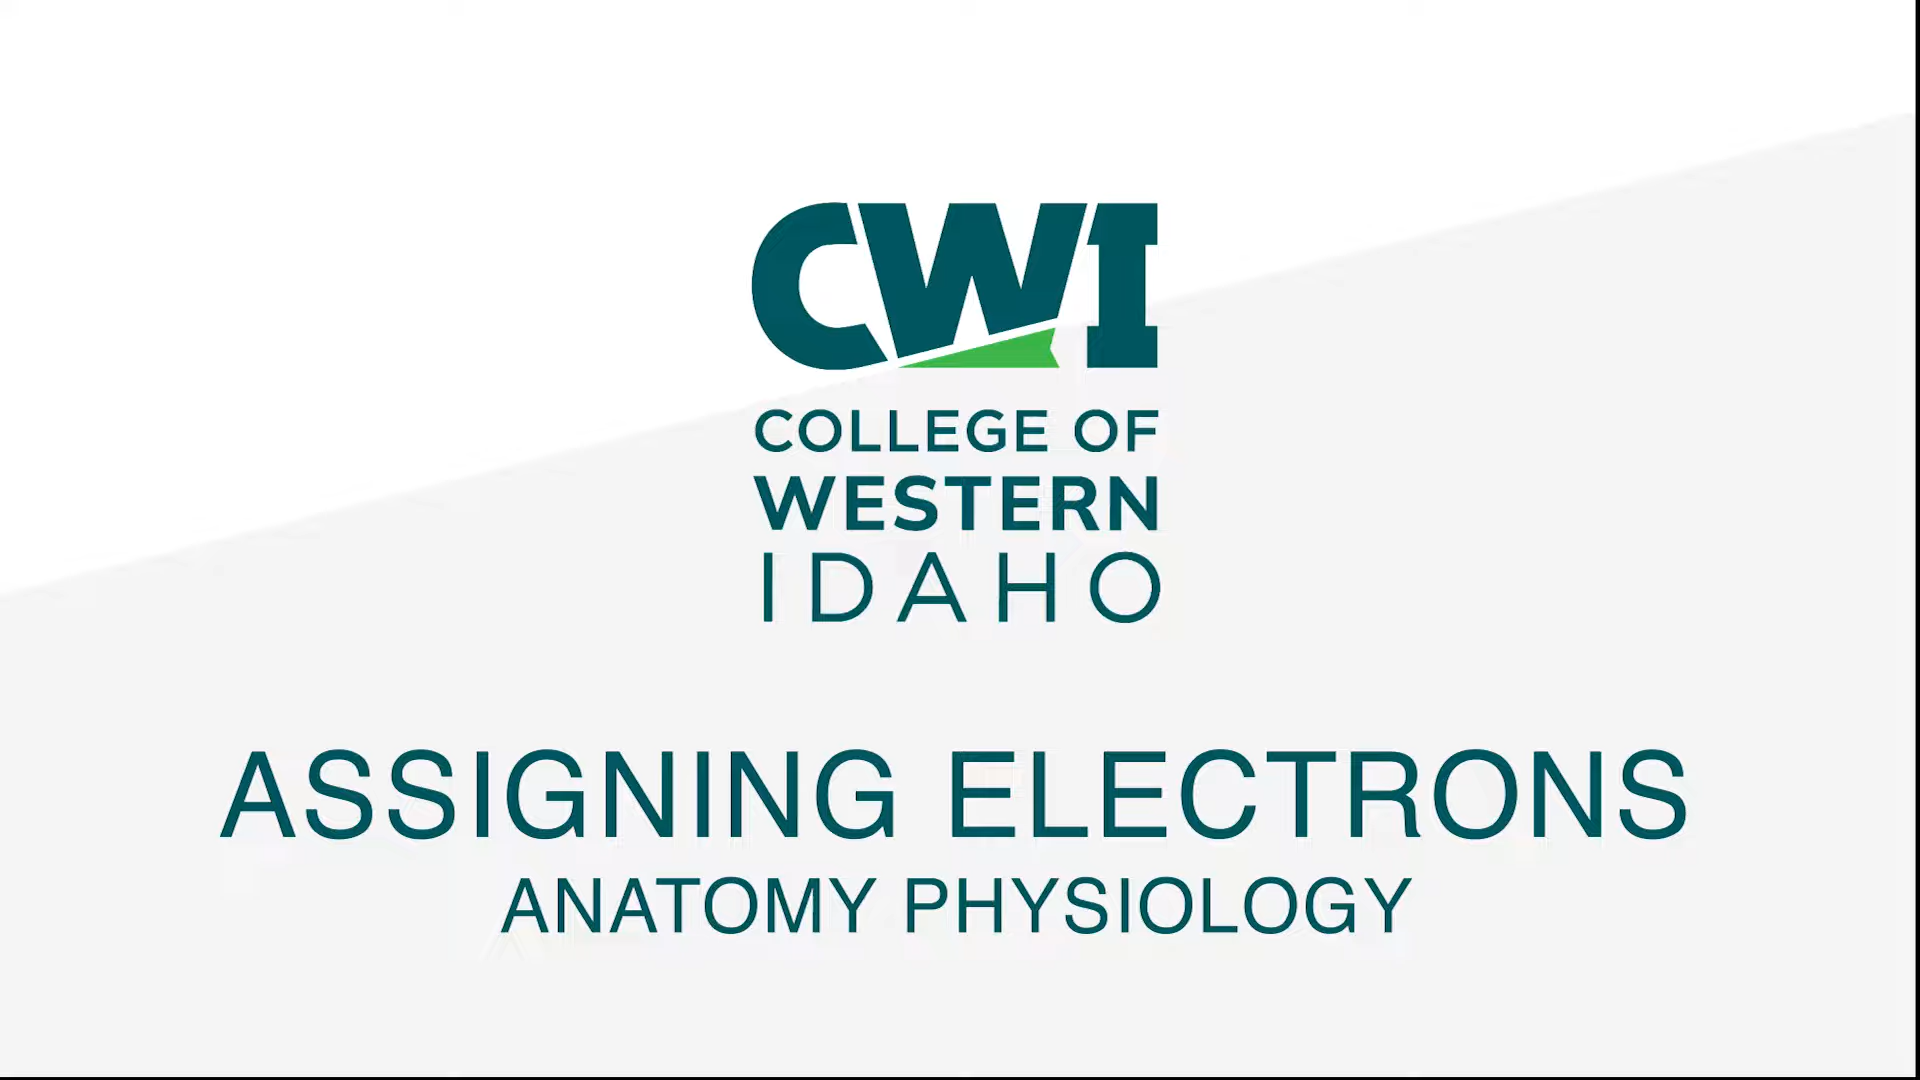 CWI
COLLEGE OF
WESTERN
IDAHO
ASSIGNING ELECTRONS
ANATOMY PHYSIOLOGY